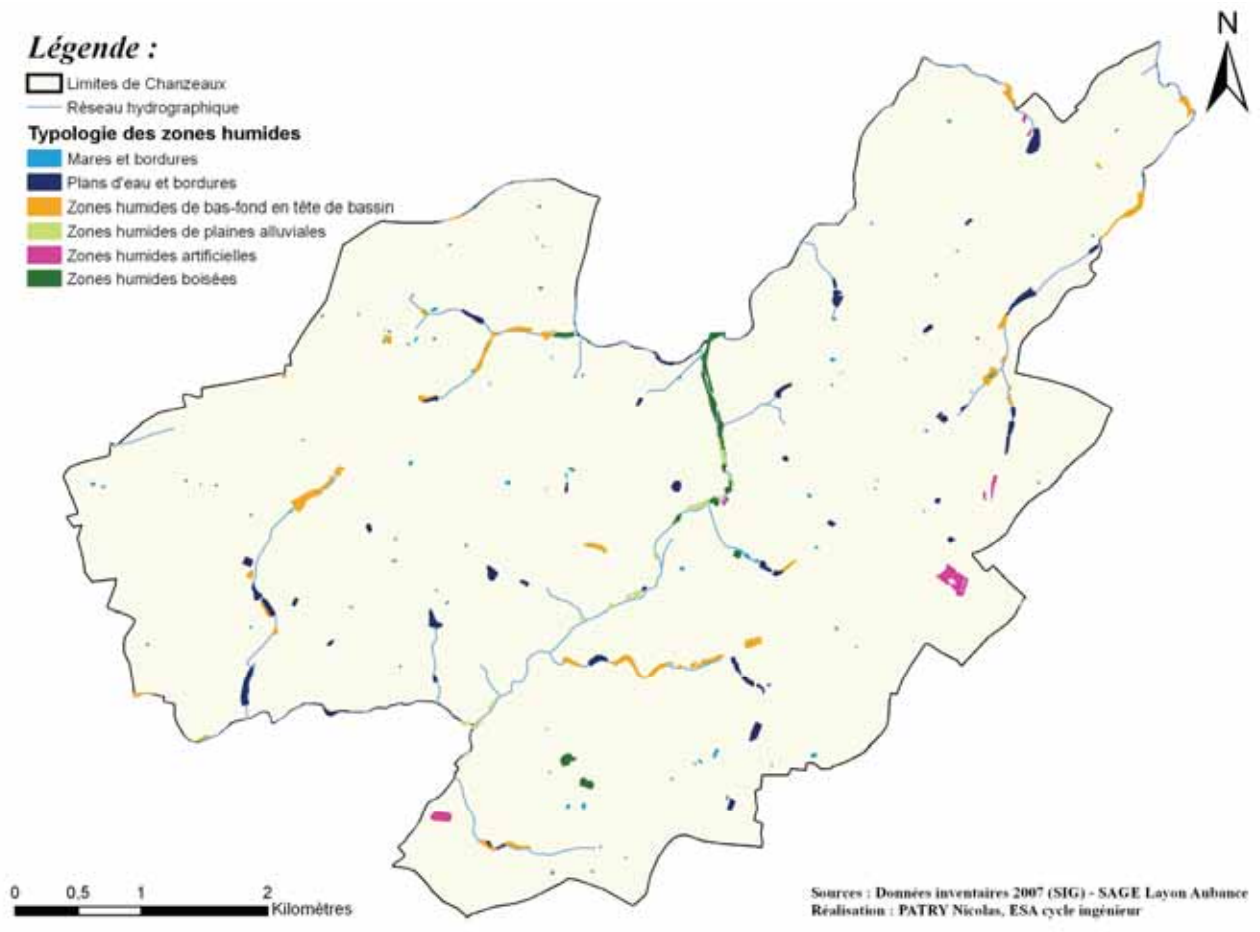 Légende :
Limites de Chanzeaux
Réseau hydrographique
Typologie des zones humides
Mares et bordures
Plans d'eau et bordures
Zones humides de bas-fond en tête de bassin
Zones humides de plaines alluviales
Zones humides artificielles
Zones humides boisées
N
0 0,5 1 2
Kilomètres
Sources : Données inventaires 2007 (SIG) - SAGE Layon Aubance
Réalisation : PATRY Nicolas, ESA cycle ingénieur